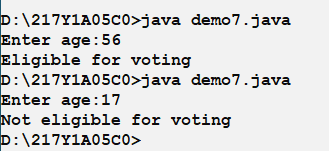 D:\217Y1A05C0>java demo7.java
Enter age:56
Eligible for voting
D:\217Y1A05C0>java demo7.java
Enter age:17
Not eligible for voting
D:\217Y1A05C0>